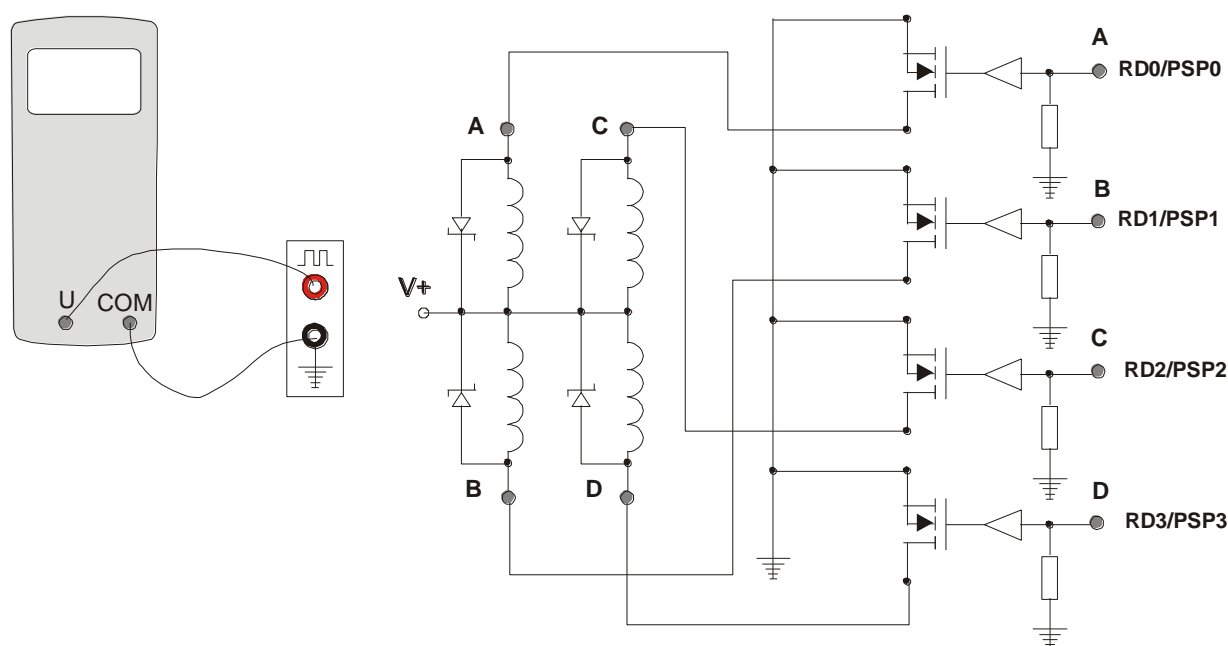 A
RD0/PSP0
A
C
B
RD1/PSP1
V+
U
COM
C
RD2/PSP2
B
D
D
RD3/PSP3